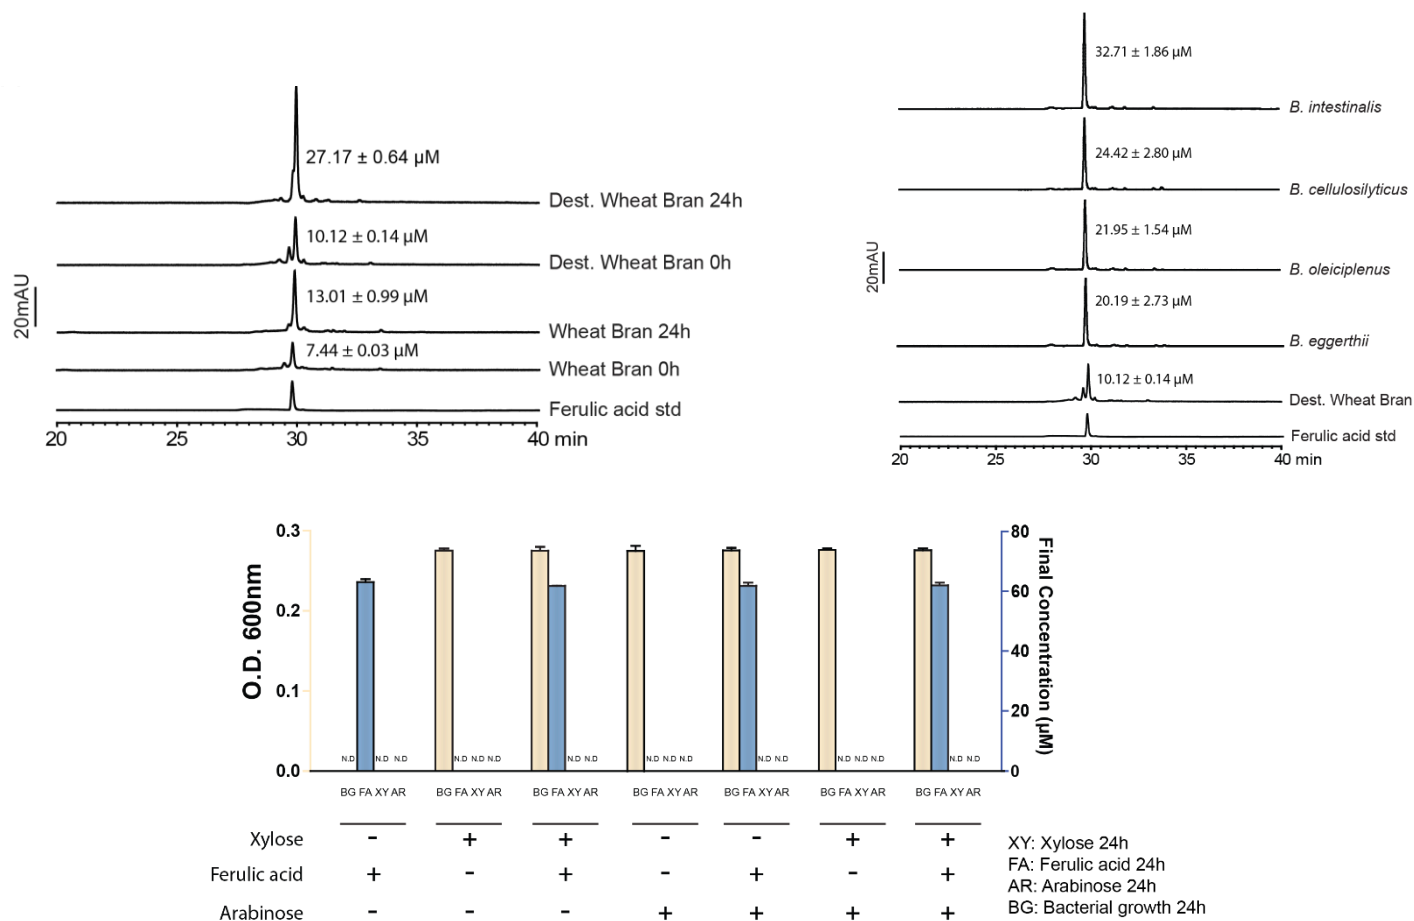 27.17 ± 0.64 µM
Dest. Wheat Bran 24h
10.12 ± 0.14 µM
Dest. Wheat Bran 0h
13.01 ± 0.99 µM
Wheat Bran 24h
7.44 ± 0.03 µM
Wheat Bran 0h
Ferulic acid std
20mAU
20 25 30 35 40 min
32.71 ± 1.86 µM
B. intestinalis
24.42 ± 2.80 µM
B. cellulosilyticus
21.95 ± 1.54 µM
B. oleiciplenus
20.19 ± 2.73 µM
B. eggerthii
10.12 ± 0.14 µM
Dest. Wheat Bran
Ferulic acid std
20mAU
20 25 30 35 40 min
O.D. 600nm
0.3
0.2
0.1
0.0
80
60
40
20
0
Final Concentration (µM)
N.D N.D N.D N.D N.D N.D N.D N.D N.D N.D N.D N.D N.D N.D N.D N.D N.D N.D
BG FA XY AR BG FA XY AR BG FA XY AR BG FA XY AR BG FA XY AR BG FA XY AR BG FA XY AR
Xylose - + + - - + +
Ferulic acid + - + - + - +
Arabinose - - - + + + +
XY: Xylose 24h
FA: Ferulic acid 24h
AR: Arabinose 24h
BG: Bacterial growth 24h